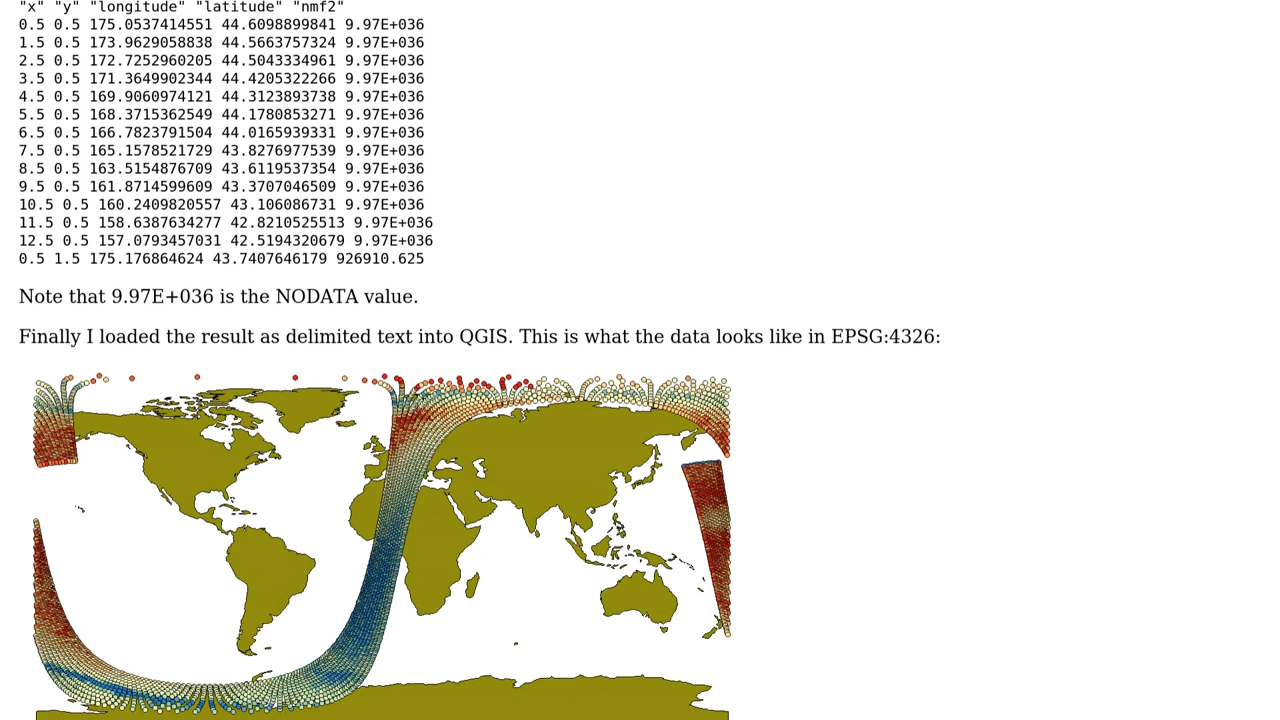 "x" "y" "longitude" "latitude" "nmf2"
0.5 0.5 175.0537414551 44.6098899841 9.97E+036
1.5 0.5 173.9629058838 44.5663757324 9.97E+036
2.5 0.5 172.7252960205 44.5043334961 9.97E+036
3.5 0.5 171.3649902344 44.4205322266 9.97E+036
4.5 0.5 169.9060974121 44.3123893738 9.97E+036
5.5 0.5 168.3715362549 44.1780853271 9.97E+036
6.5 0.5 166.7823791504 44.0165939331 9.97E+036
7.5 0.5 165.1578521729 43.8276977539 9.97E+036
8.5 0.5 163.5154876709 43.6119537354 9.97E+036
9.5 0.5 161.8714599609 43.3707046509 9.97E+036
10.5 0.5 160.2409820557 43.106086731 9.97E+036
11.5 0.5 158.6387634277 42.8210525513 9.97E+036
12.5 0.5 157.0793457031 42.5194320679 9.97E+036
0.5 1.5 175.176864624 43.7407646179 926910.625
Note that 9.97E+036 is the NODATA value.
Finally I loaded the result as delimited text into QGIS. This is what the data looks like in EPSG:4326: